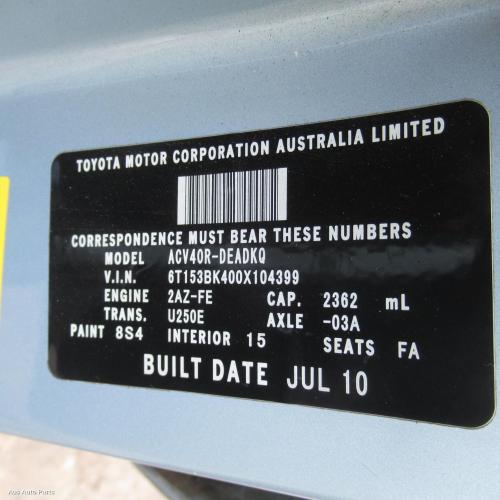 TOYOTA MOTOR CORPORATION AUSTRALIA LIMITED
CORRESPONDENCE MUST BEAR THESE NUMBERS
MODEL ACV40R-DEADKQ
V.I.N. 6T153BK400X104399
ENGINE 2AZ-FE CAP. 2362 mL
TRANS. U250E AXLE -03A
PAINT 8S4 INTERIOR 15 SEATS FA
BUILT DATE JUL 10
Aus Auto Parts